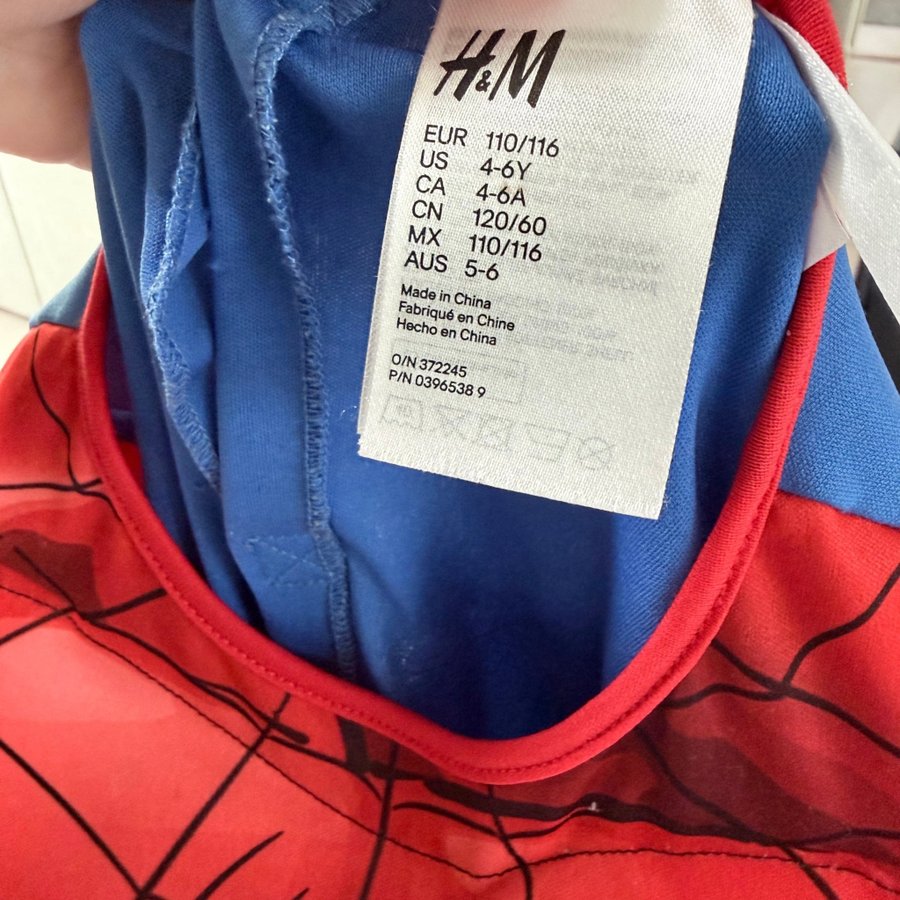 H&M
EUR 110/116
US 4-6Y
CA 4-6A
CN 120/60
MX 110/116
AUS 5-6
Made in China
Fabriqué en Chine
Hecho en China
O/N 372245
P/N 0396538 9